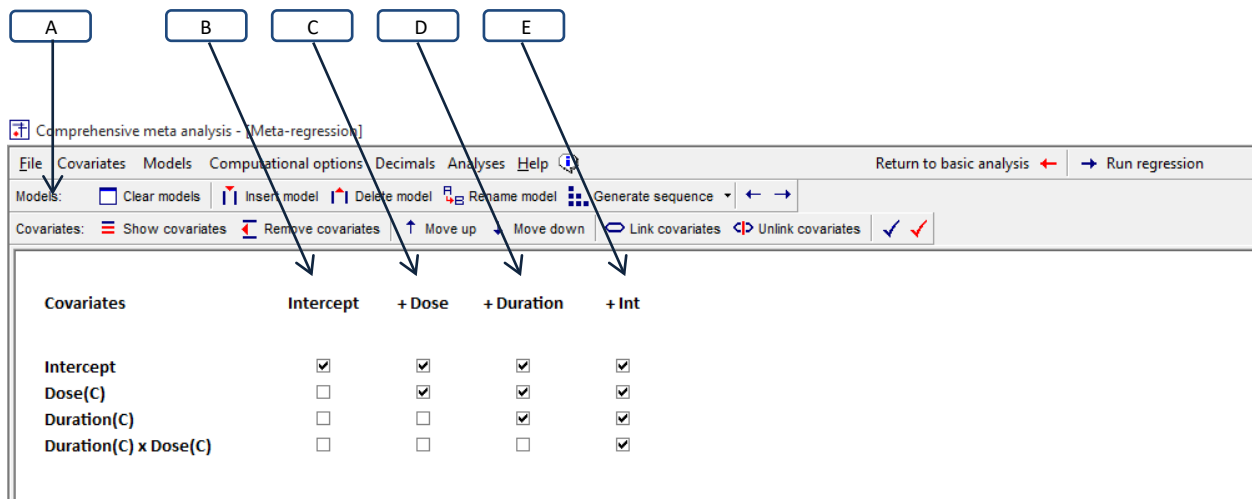 A B C D E
Comprehensive meta analysis - [Meta-regression]
File Covariates Models Computational options Decimals Analyses Help Return to basic analysis Run regression
Models: Clear models Insert model Delete model Rename model Generate sequence
Covariates: Show covariates Remove covariates Move up Move down Link covariates Unlink covariates
Covariates Intercept + Dose + Duration + Int
Intercept
Dose(C)
Duration(C)
Duration(C) x Dose(C)